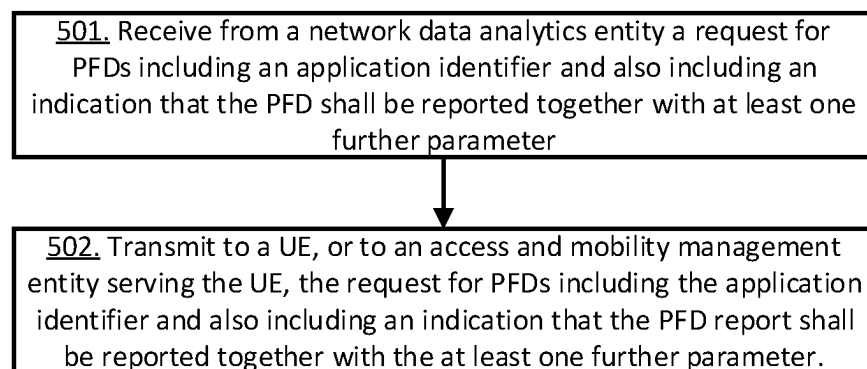 501. Receive from a network data analytics entity a request for
PFDs including an application identifier and also including an
indication that the PFD shall be reported together with at least one
further parameter
502. Transmit to a UE, or to an access and mobility management
entity serving the UE, the request for PFDs including the application
identifier and also including an indication that the PFD report shall
be reported together with the at least one further parameter.